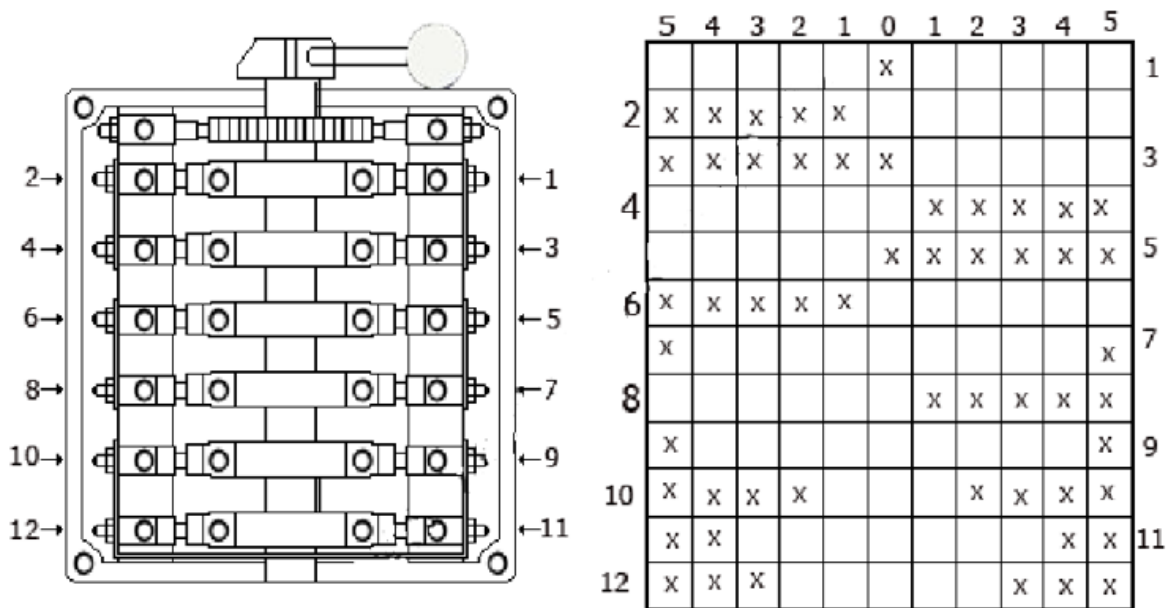 2 1
4 3
6 5
8 7
10 9
12 11
5 4 3 2 1 0 1 2 3 4 5
x 1
2 x x x x x
x x x x x x 3
4 x x x x x
x x x x x x 5
6 x x x x x
x x 7
8 x x x x x
x x 9
10 x x x x x x x x
x x x x 11
12 x x x x x x